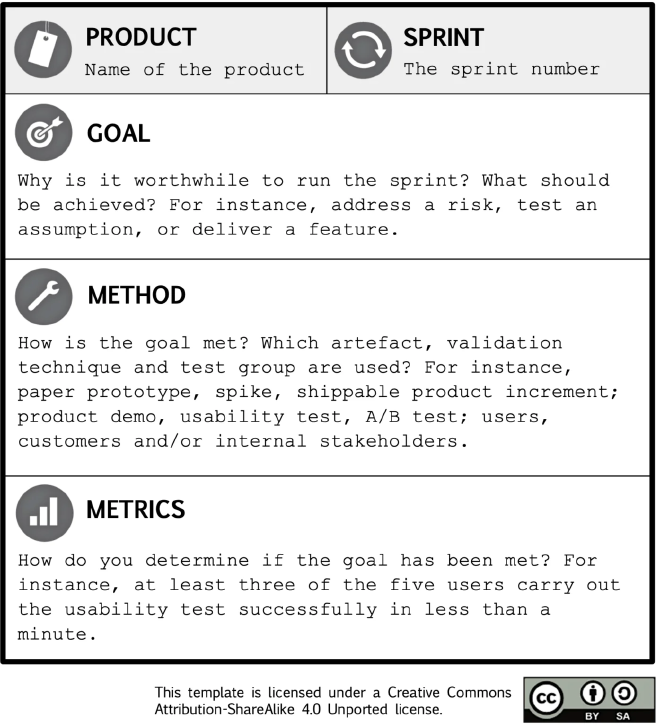 PRODUCT
Name of the product
SPRINT
The sprint number
GOAL
Why is it worthwhile to run the sprint? What should
be achieved? For instance, address a risk, test an
assumption, or deliver a feature.
METHOD
How is the goal met? Which artefact, validation
technique and test group are used? For instance,
paper prototype, spike, shippable product increment;
product demo, usability test, A/B test; users,
customers and/or internal stakeholders.
METRICS
How do you determine if the goal has been met? For
instance, at least three of the five users carry out
the usability test successfully in less than a
minute.
This template is licensed under a Creative Commons
Attribution-ShareAlike 4.0 Unported license.
cc
BY SA